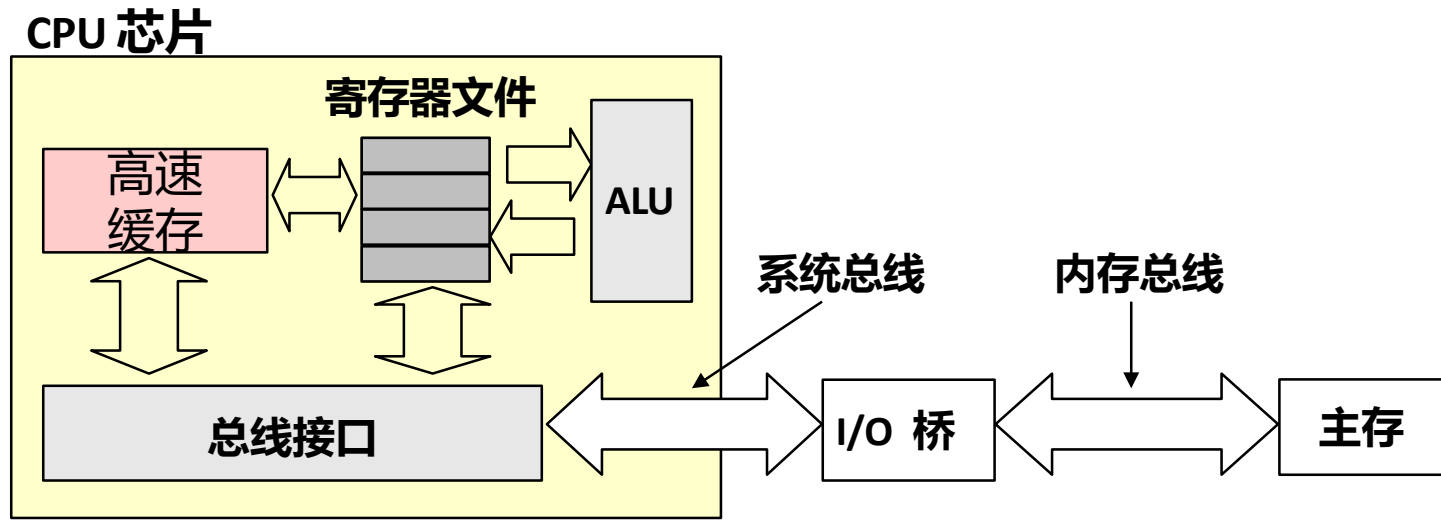 CPU 芯片
寄存器文件
高速
缓存
ALU
系统总线
内存总线
总线接口
I/O 桥
主存